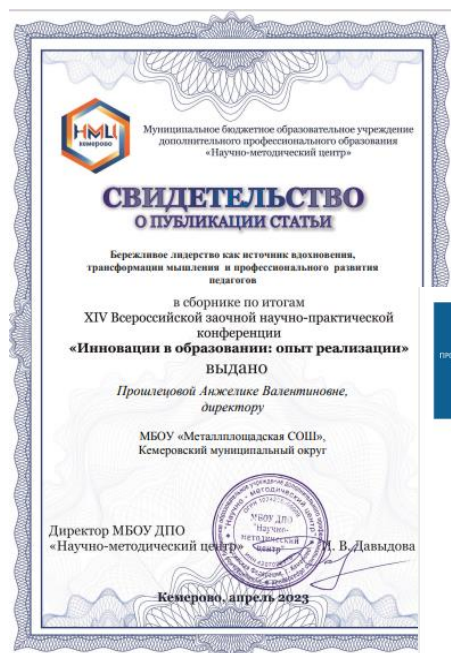 НМЦ
кемерово
Муниципальное бюджетное образовательное учреждение
дополнительного профессионального образования
«Научно-методический центр»
СВИДЕТЕЛЬСТВО
О ПУБЛИКАЦИИ СТАТЬИ
Бережливое лидерство как источник вдохновения,
трансформации мышления и профессионального развития
педагогов
в сборнике по итогам
XIV Всероссийской заочной научно-практической
конференции
«Инновации в образовании: опыт реализации»
выдано
Прошлецовой Анжелике Валентиновне,
директору
МБОУ «Металлплощадская СОШ»,
Кемеровский муниципальный округ
Директор МБОУ ДПО
«Научно-методический центр»
И. В. Давыдова
МБОУ ДПО
"Научно-
методический
центр"
Кемерово, апрель 2023